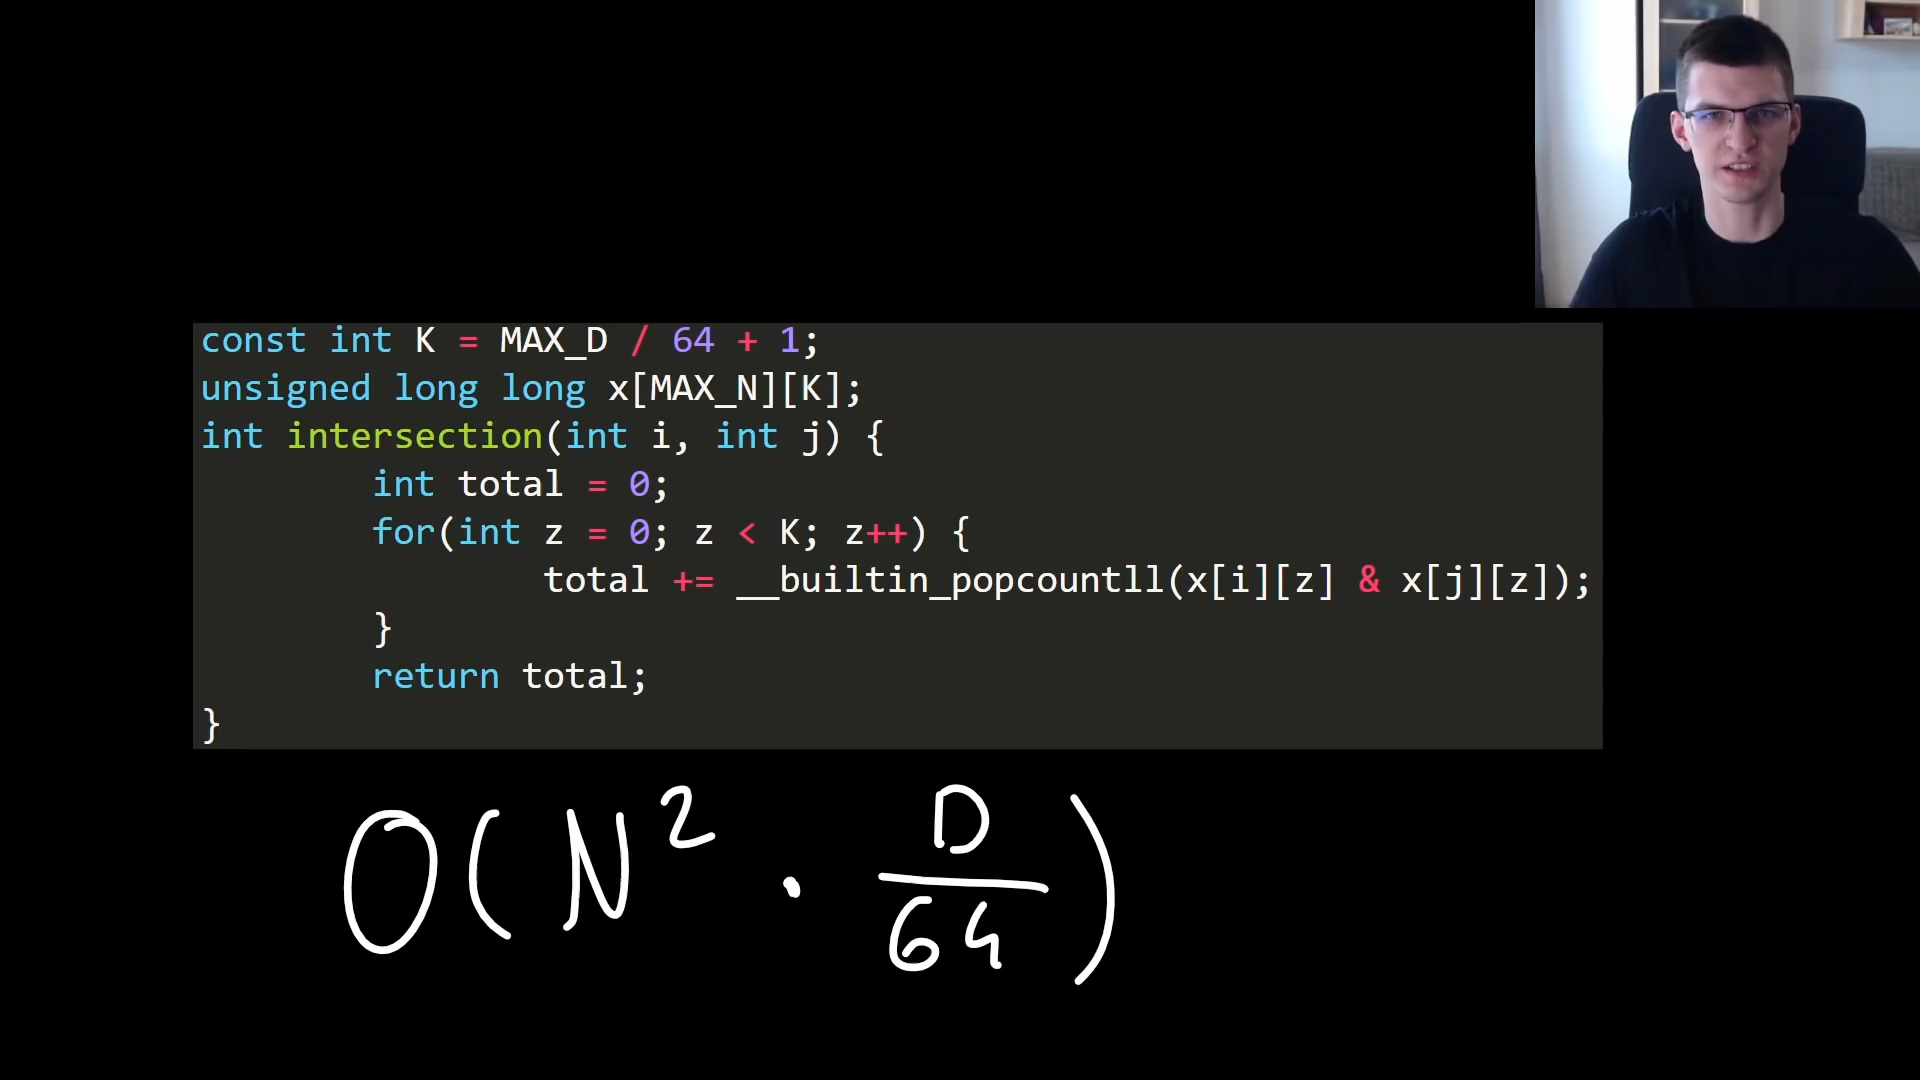 const int K = MAX_D / 64 + 1;
unsigned long long x[MAX_N][K];
int intersection(int i, int j) {
        int total = 0;
        for(int z = 0; z < K; z++) {
                total += __builtin_popcountll(x[i][z] & x[j][z]);
        }
        return total;
}
O( N² · D/64 )